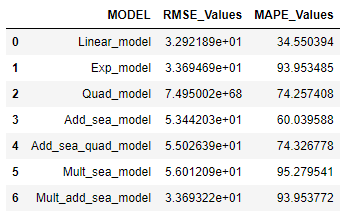 MODEL RMSE_Values MAPE_Values
0 Linear_model 3.292189e+01 34.550394
1 Exp_model 3.369469e+01 93.953485
2 Quad_model 7.495002e+68 74.257408
3 Add_sea_model 5.344203e+01 60.039588
4 Add_sea_quad_model 5.502639e+01 74.326778
5 Mult_sea_model 5.601209e+01 95.279541
6 Mult_add_sea_model 3.369322e+01 93.953772